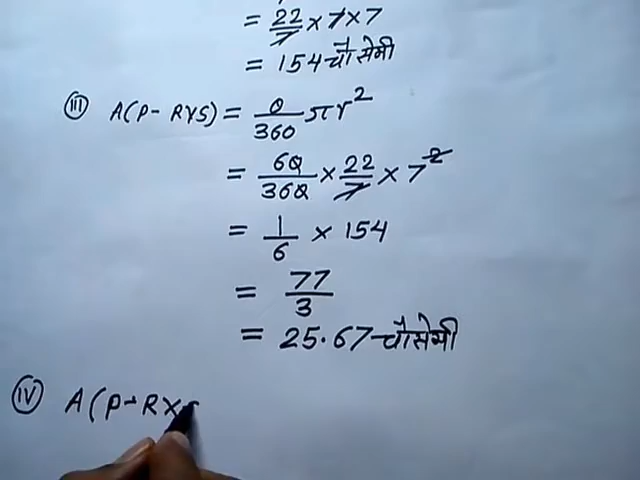 = 22/7 × 7 × 7
= 154 चौसेमी
(iii) A(P-RYS) = θ/360 πr²
= 60/360 × 22/7 × 7²
= 1/6 × 154
= 77/3
= 25.67 चौसेमी
(iv) A(P-RX